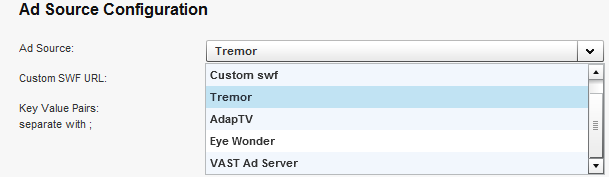 Ad Source Configuration
Ad Source:
Tremor
Custom SWF URL:
Custom swf
Tremor
Key Value Pairs:
separate with ;
AdapTV
Eye Wonder
VAST Ad Server